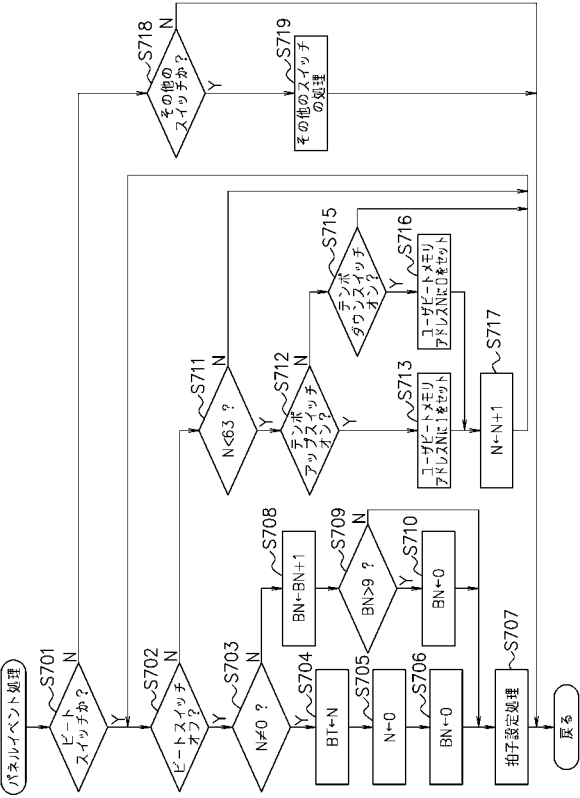 パネルイベント処理
S701
ビート
スイッチか?
N
Y
S702
ビートスイッチ
オフ?
N
Y
S703
N≠0 ?
N
Y
S704
BT←N
S705
N←0
S706
BN←0
S707
拍子設定処理
戻る
S708
BN←BN+1
S709
BN>9 ?
N
Y
S710
BN←0
S711
N<63 ?
N
Y
S712
テンポ
アップスイッチ
オン?
N
Y
S713
ユーザビートメモリ
アドレスNに1をセット
S715
テンポ
ダウンスイッチ
オン?
Y
S716
ユーザビートメモリ
アドレスNに0をセット
S717
N←N+1
S718
その他の
スイッチか?
N
Y
S719
その他のスイッチ
の処理